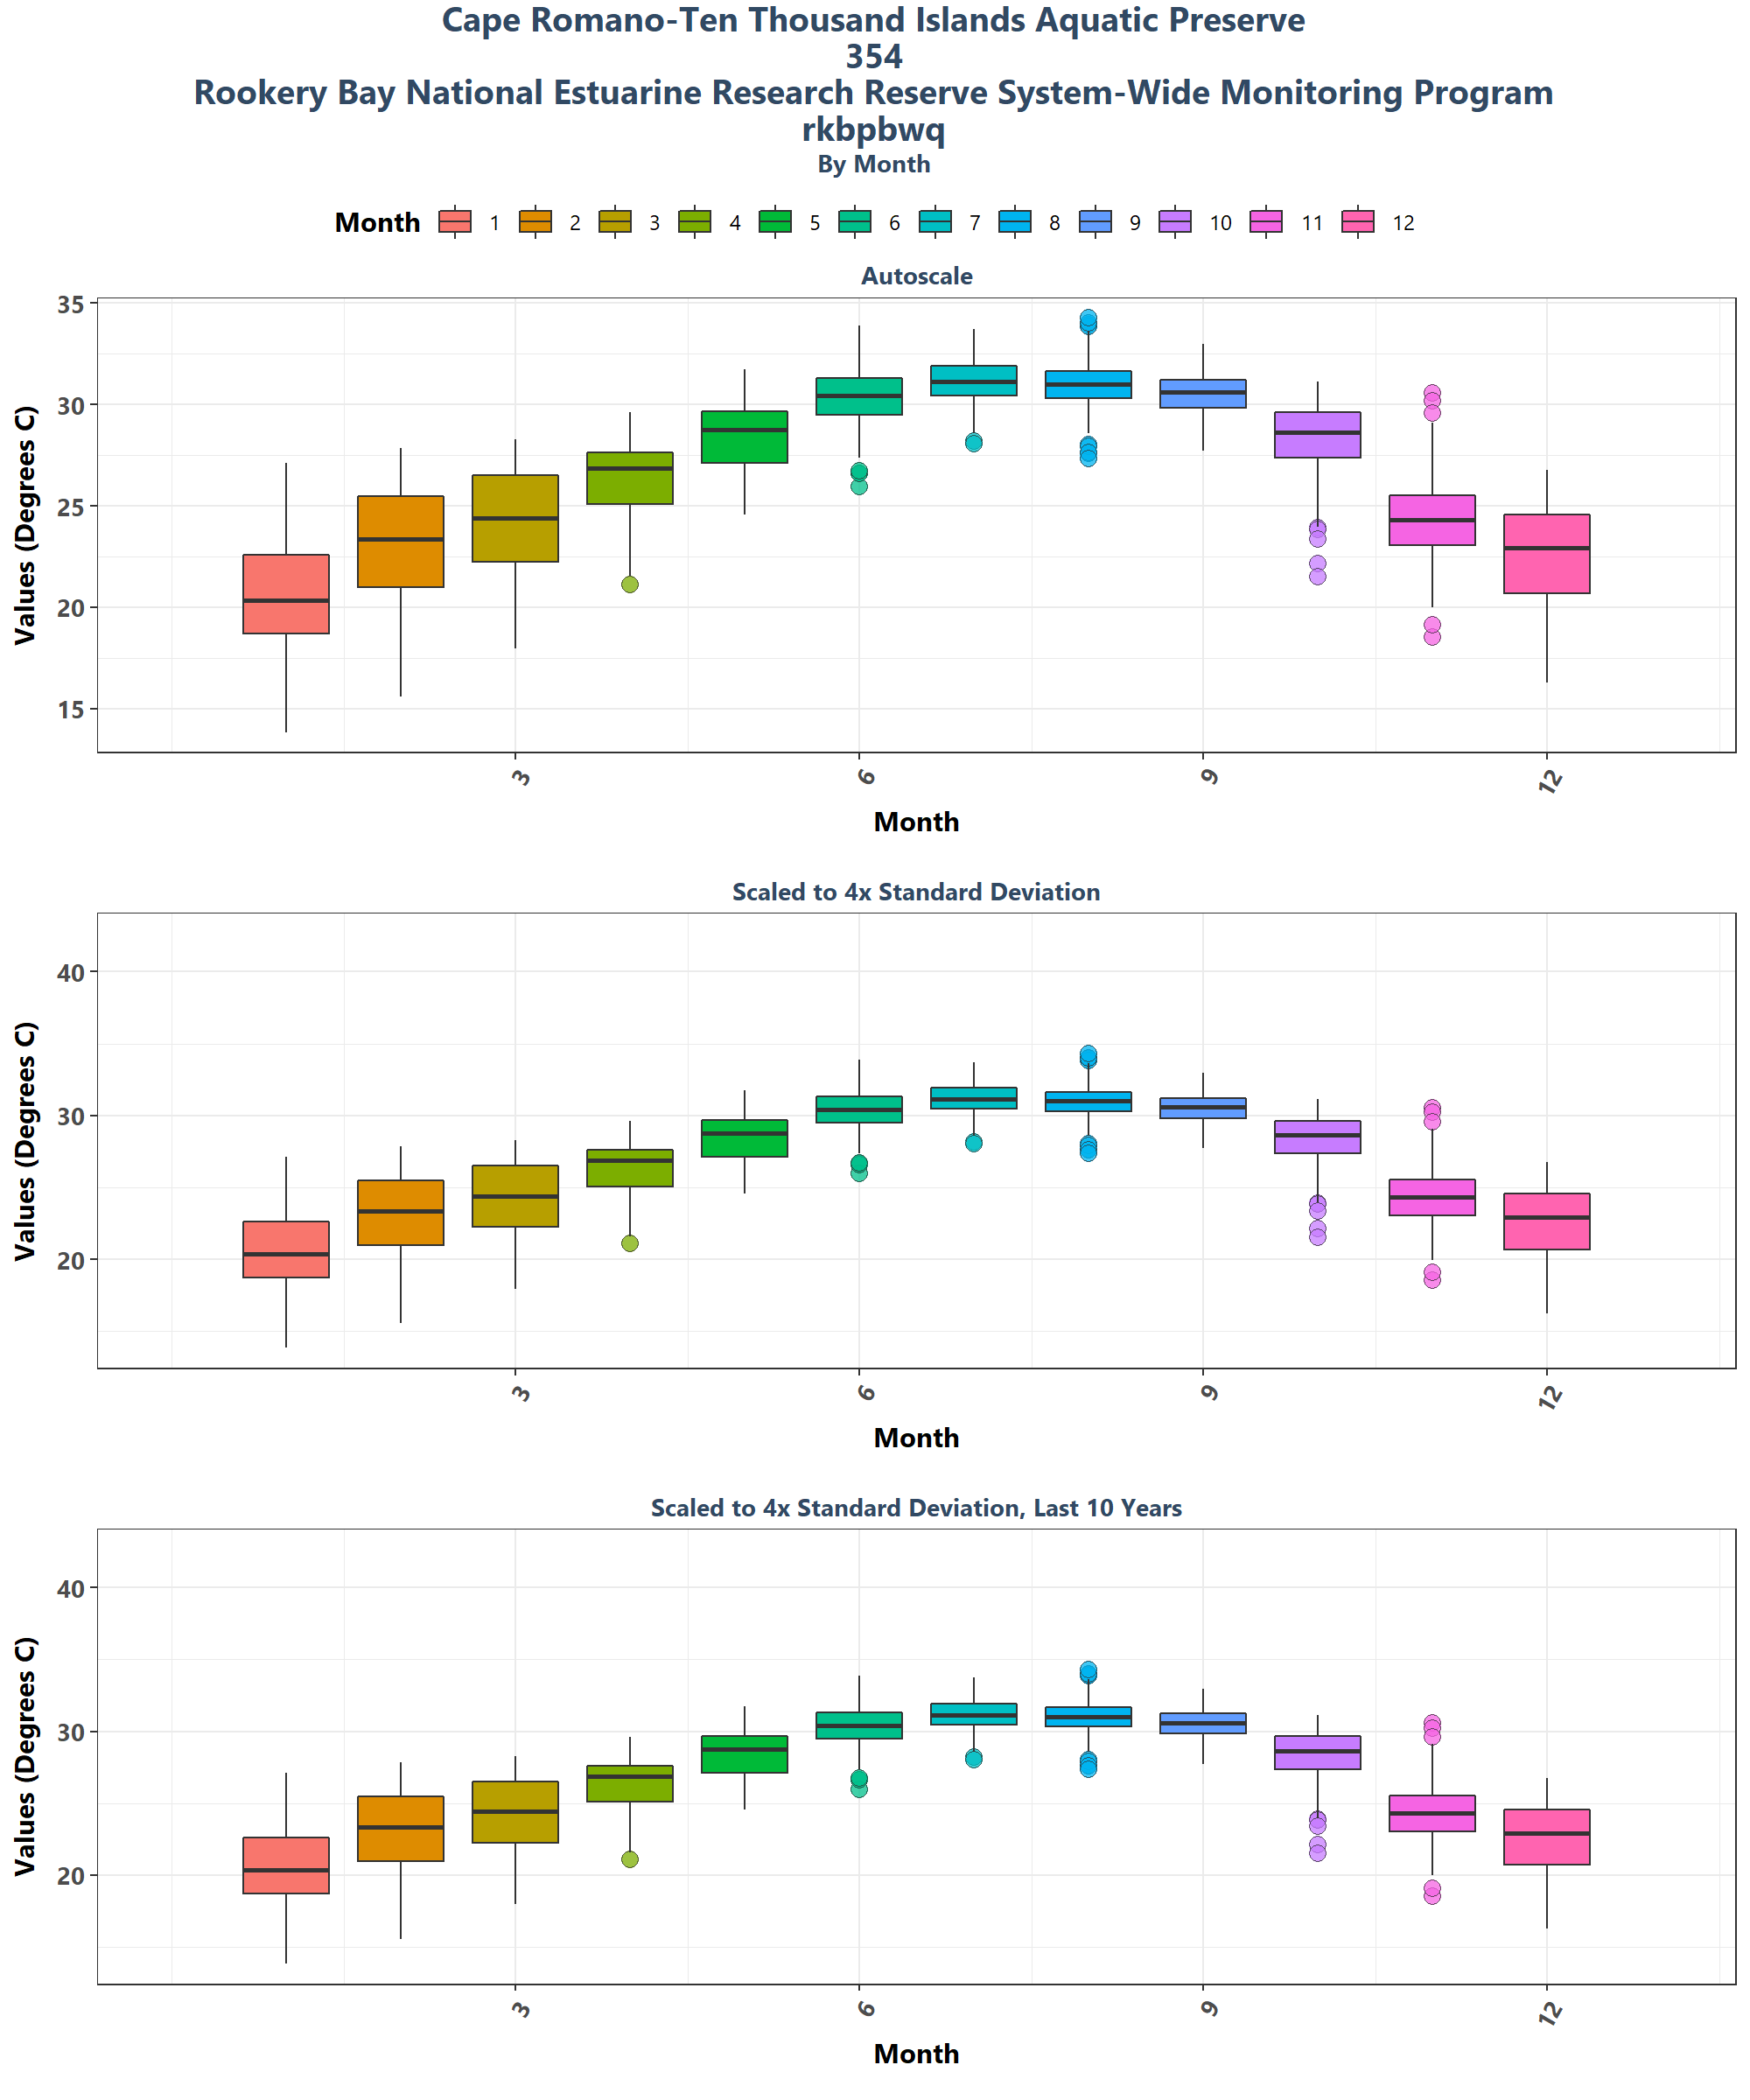 Cape Romano-Ten Thousand Islands Aquatic Preserve
354
Rookery Bay National Estuarine Research Reserve System-Wide Monitoring Program
rkbpbwq
By Month
Month 1 2 3 4 5 6 7 8 9 10 11 12
Autoscale
Values (Degrees C)
35
30
25
20
15
3 6 9 12
Month
Scaled to 4x Standard Deviation
Values (Degrees C)
40
30
20
3 6 9 12
Month
Scaled to 4x Standard Deviation, Last 10 Years
Values (Degrees C)
40
30
20
3 6 9 12
Month